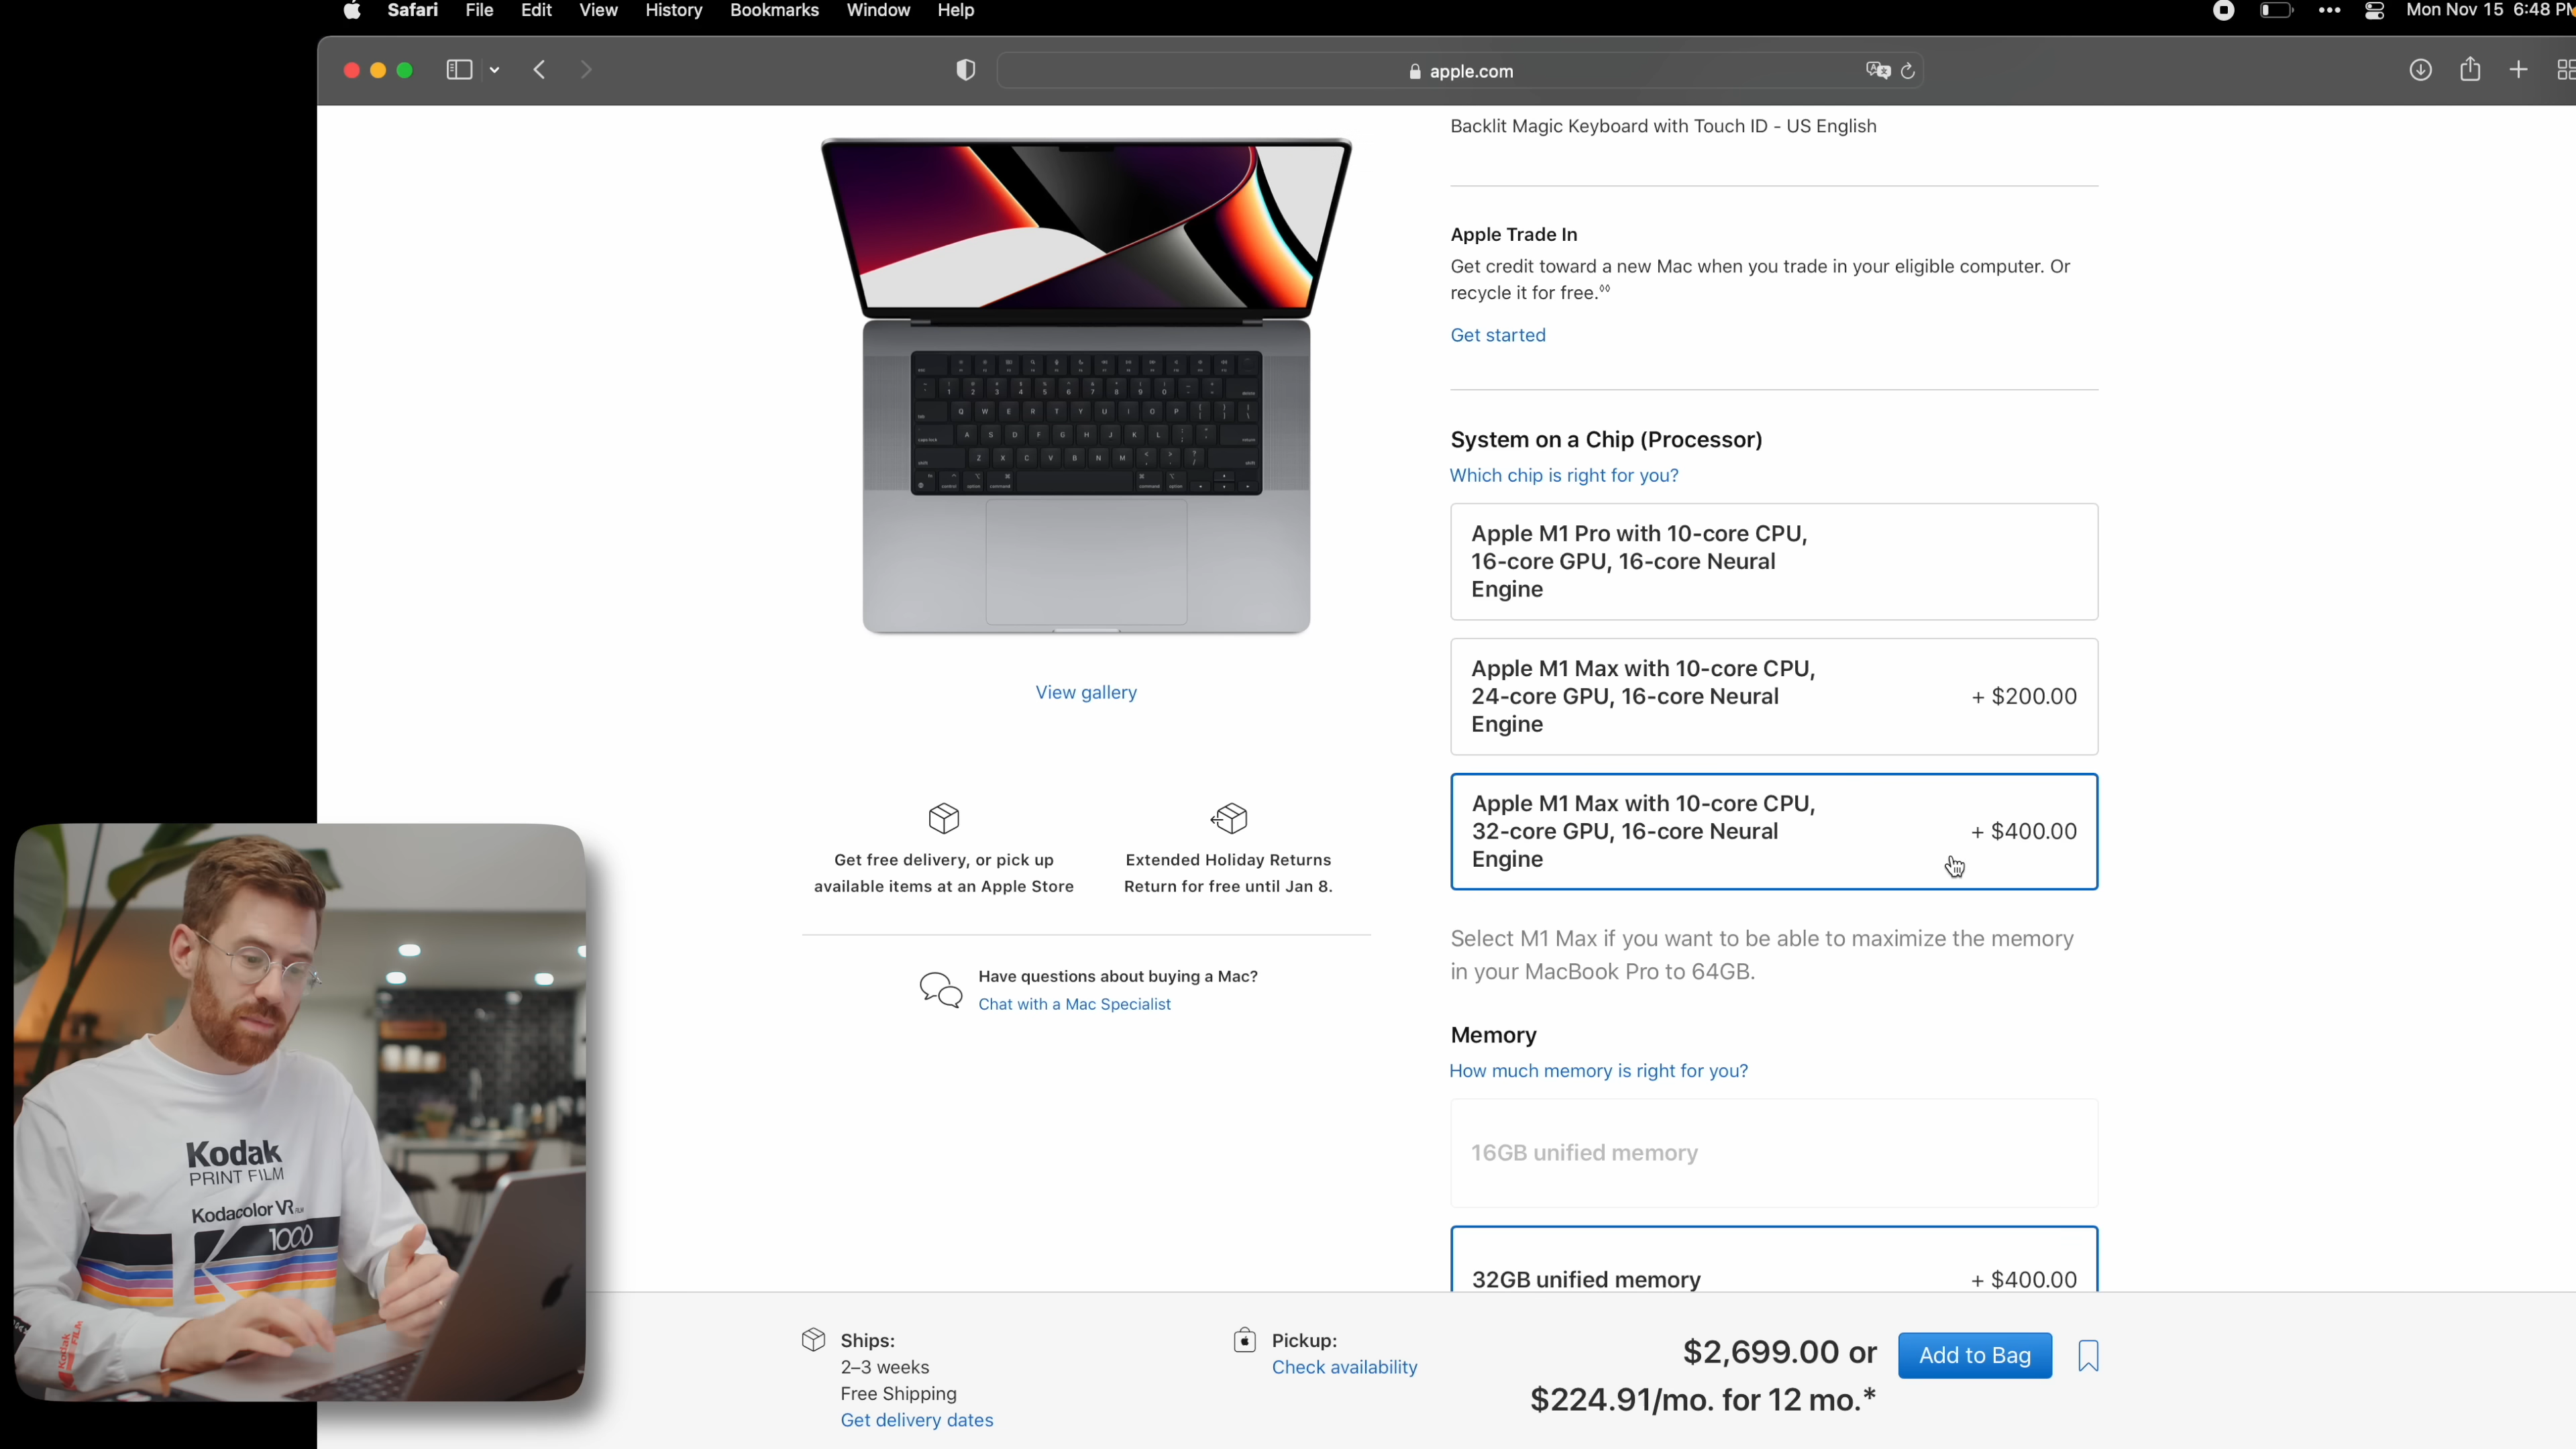 Safari File Edit View History Bookmarks Window Help
Mon Nov 15 6:48 PM
apple.com
Backlit Magic Keyboard with Touch ID - US English
Apple Trade In
Get credit toward a new Mac when you trade in your eligible computer. Or
recycle it for free.◊◊
Get started
System on a Chip (Processor)
Which chip is right for you?
Apple M1 Pro with 10-core CPU,
16-core GPU, 16-core Neural
Engine
Apple M1 Max with 10-core CPU,
24-core GPU, 16-core Neural
Engine
+ $200.00
Apple M1 Max with 10-core CPU,
32-core GPU, 16-core Neural
Engine
+ $400.00
Select M1 Max if you want to be able to maximize the memory
in your MacBook Pro to 64GB.
Memory
How much memory is right for you?
16GB unified memory
32GB unified memory
+ $400.00
View gallery
Get free delivery, or pick up
available items at an Apple Store
Extended Holiday Returns
Return for free until Jan 8.
Have questions about buying a Mac?
Chat with a Mac Specialist
Kodak
PRINT FILM
Kodacolor VR
1000
Kodak
FILM
Ships:
2–3 weeks
Free Shipping
Get delivery dates
Pickup:
Check availability
$2,699.00 or
$224.91/mo. for 12 mo.*
Add to Bag